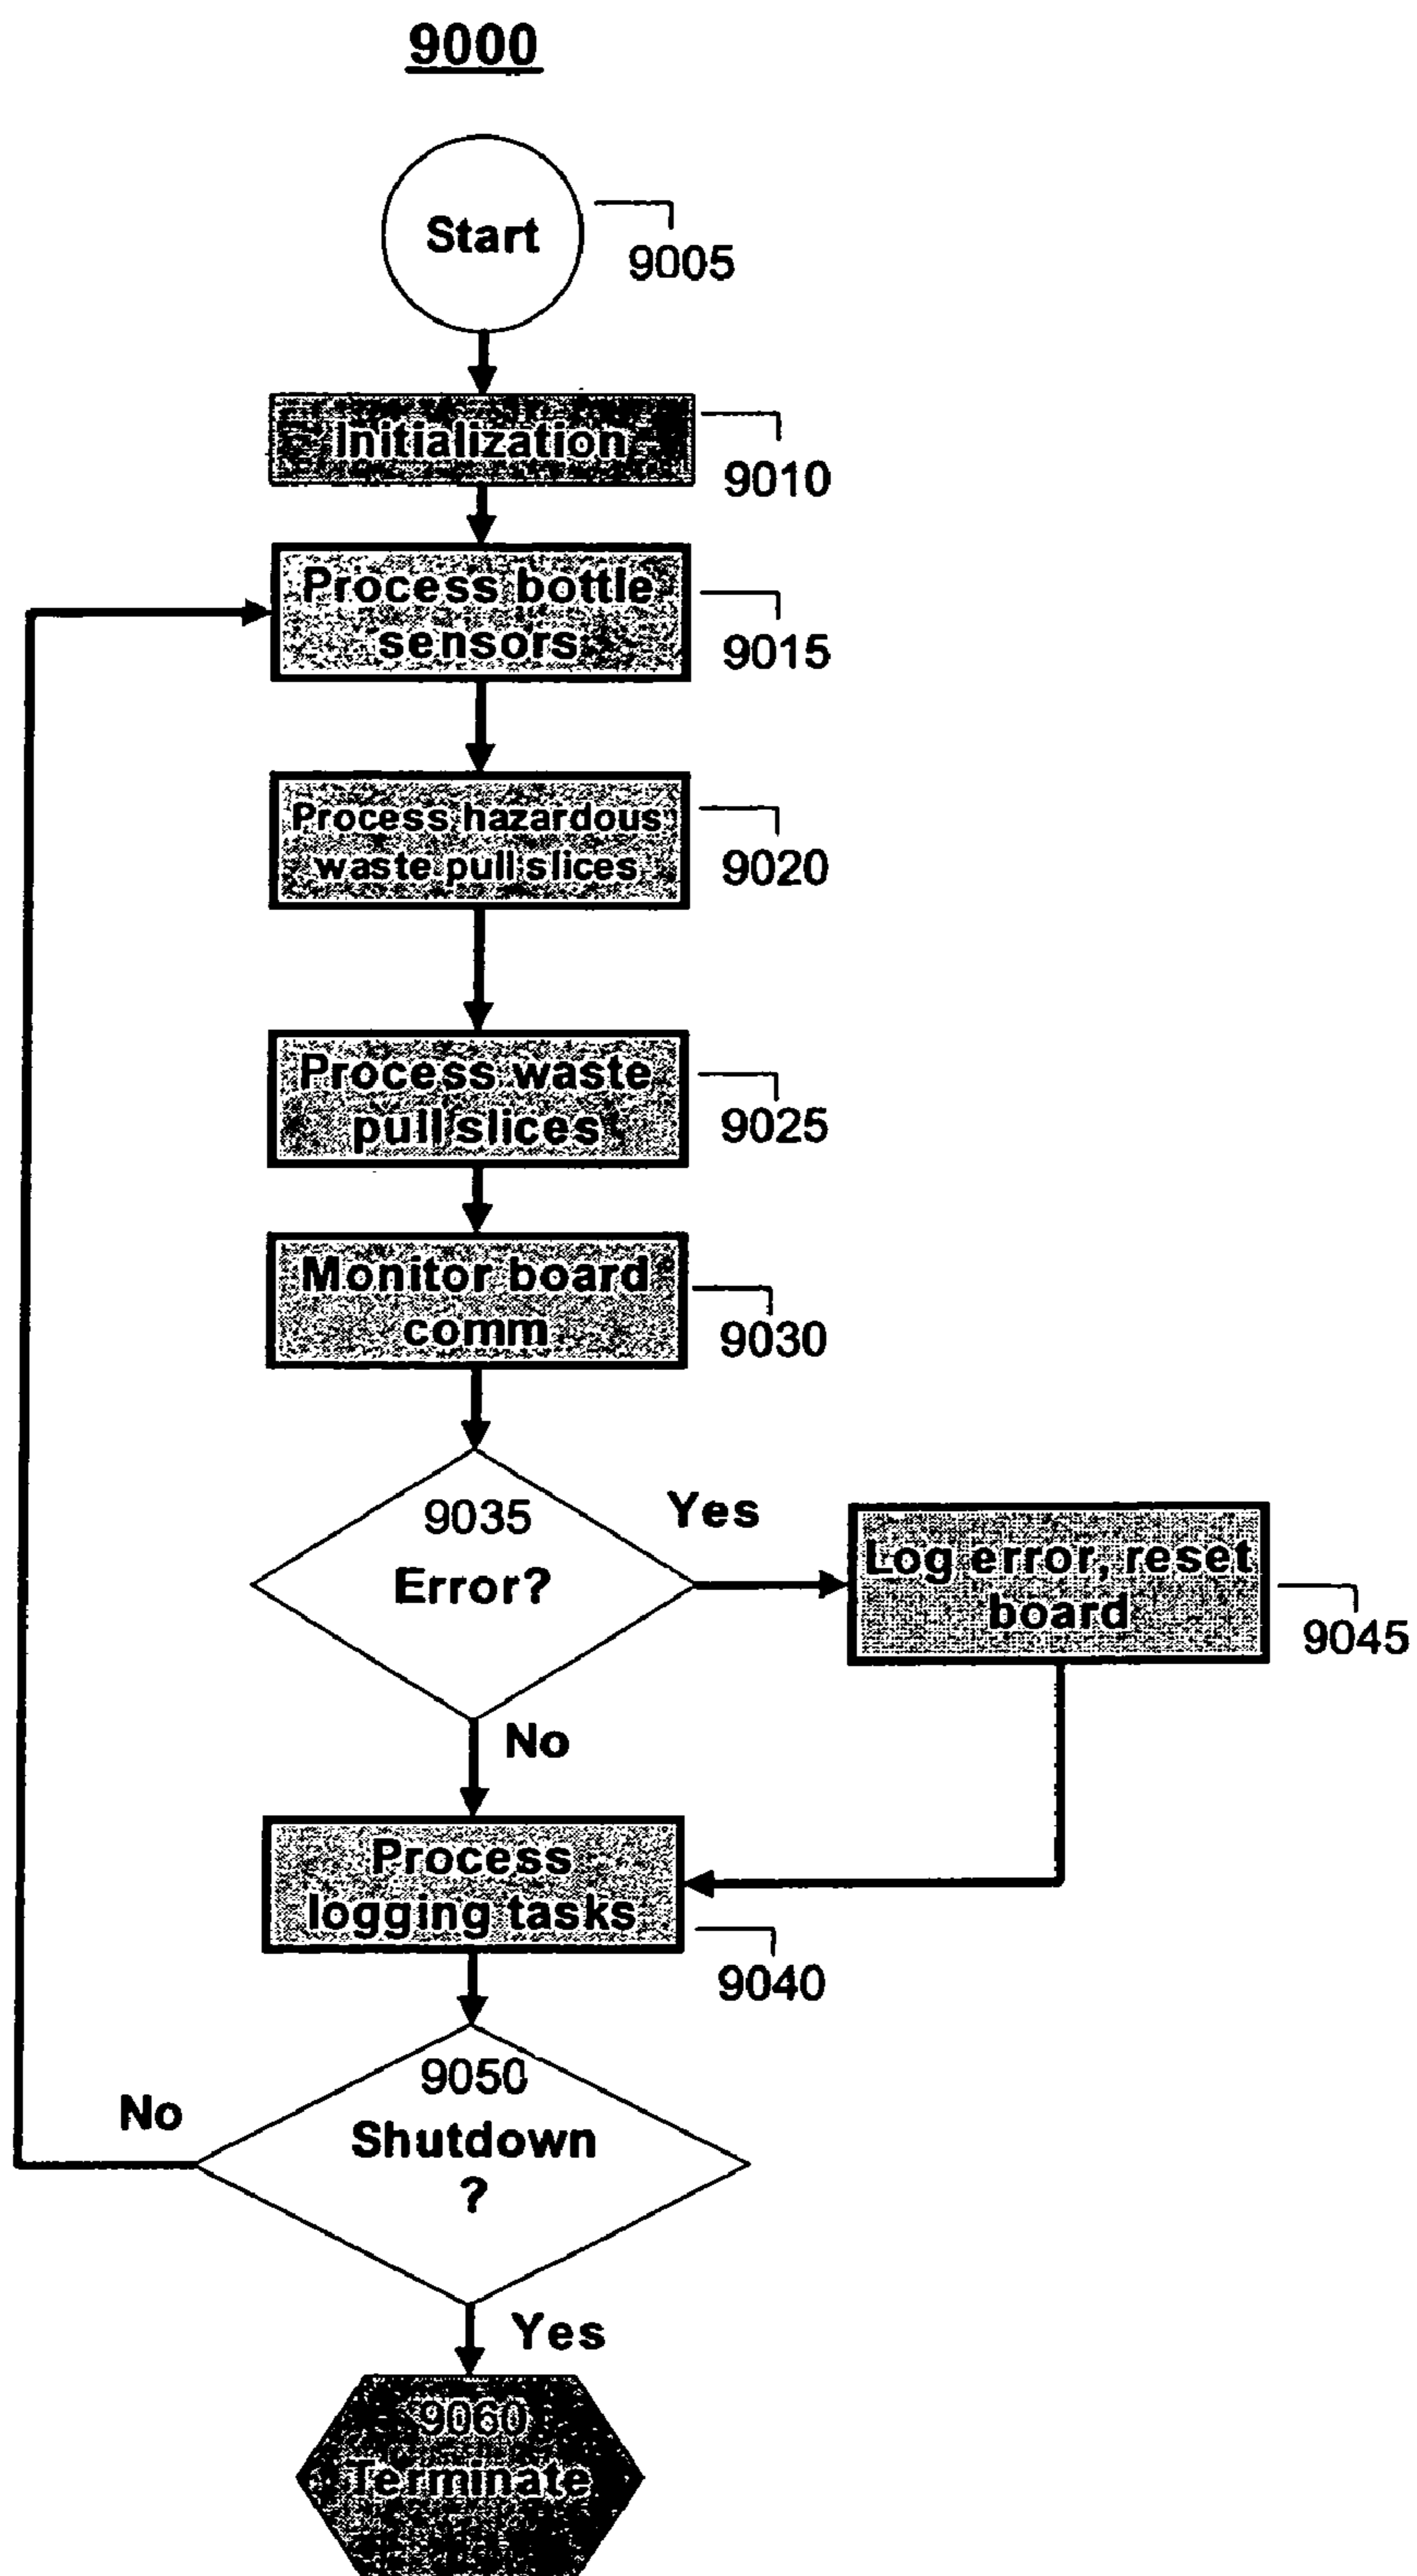 9000
Start
9005
Initialization
9010
Process bottle
sensors
9015
Process hazardous
waste pull slices
9020
Process waste
pull slices
9025
Monitor board
comm
9030
9035
Error?
Yes
Log error, reset
board
9045
No
Process
logging tasks
9040
9050
Shutdown
?
No
Yes
9060
Terminate